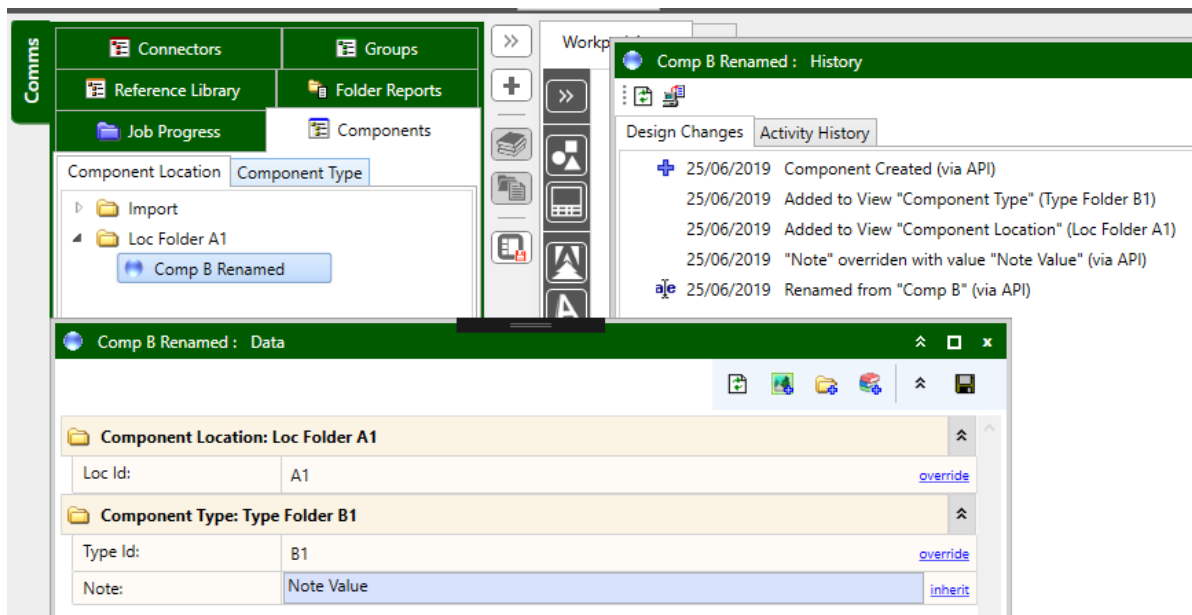 Comms
Connectors
Groups
Reference Library
Folder Reports
Job Progress
Components
Component Location
Component Type
Import
Loc Folder A1
Comp B Renamed
Comp B Renamed : History
Design Changes
Activity History
25/06/2019 Component Created (via API)
25/06/2019 Added to View "Component Type" (Type Folder B1)
25/06/2019 Added to View "Component Location" (Loc Folder A1)
25/06/2019 "Note" overriden with value "Note Value" (via API)
25/06/2019 Renamed from "Comp B" (via API)
Comp B Renamed : Data
Component Location: Loc Folder A1
Loc Id: A1 override
Component Type: Type Folder B1
Type Id: B1 override
Note: Note Value inherit